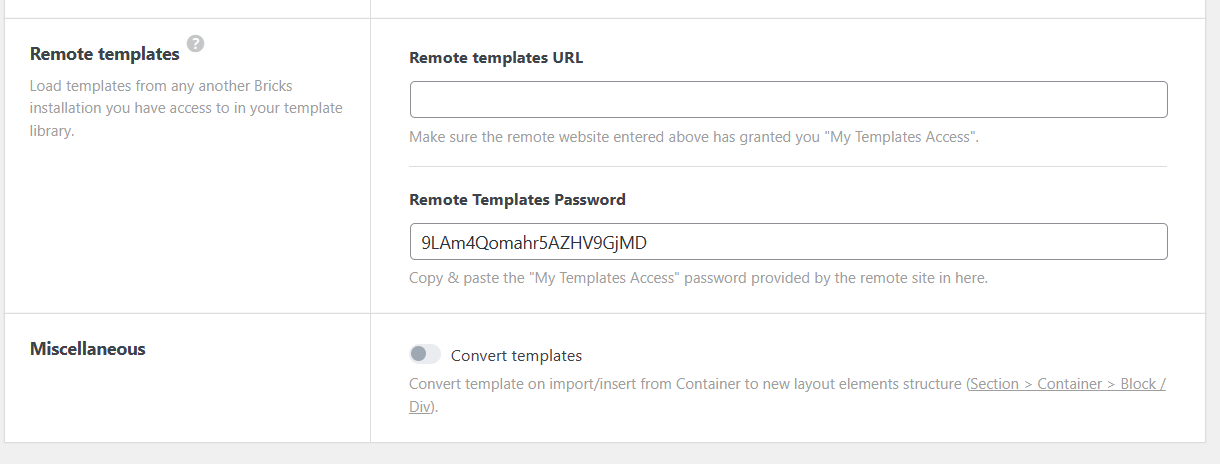 Remote templates ?
Load templates from any another Bricks
installation you have access to in your template
library.
Remote templates URL
Make sure the remote website entered above has granted you "My Templates Access".
Remote Templates Password
9LAm4Qomahr5AZHV9GjMD
Copy & paste the "My Templates Access" password provided by the remote site in here.
Miscellaneous
Convert templates
Convert template on import/insert from Container to new layout elements structure (Section > Container > Block /
Div).